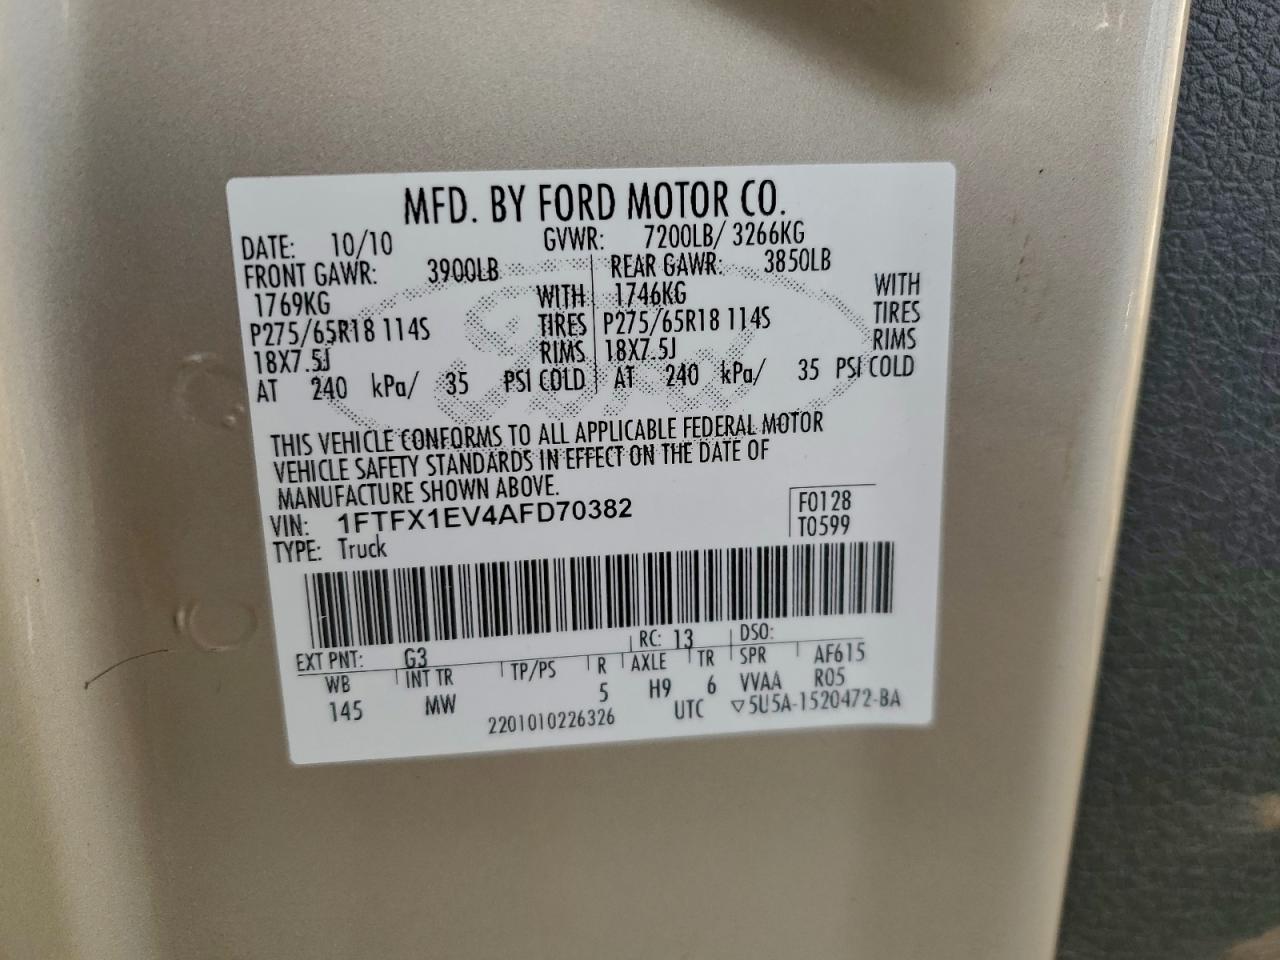 MFD. BY FORD MOTOR CO.
DATE: 10/10 GVWR: 7200LB/ 3266KG
FRONT GAWR: 3900LB REAR GAWR: 3850LB
1769KG WITH 1746KG WITH
P275/65R18 114S TIRES P275/65R18 114S TIRES
18X7.5J RIMS 18X7.5J RIMS
AT 240 kPa/ 35 PSI COLD AT 240 kPa/ 35 PSI COLD
THIS VEHICLE CONFORMS TO ALL APPLICABLE FEDERAL MOTOR
VEHICLE SAFETY STANDARDS IN EFFECT ON THE DATE OF
MANUFACTURE SHOWN ABOVE.
VIN: 1FTFX1EV4AFD70382 F0128
TYPE: Truck T0599
EXT PNT: G3 RC: 13 DSO:
WB INT TR TP/PS R AXLE TR SPR AF615
145 MW 5 H9 6 VVAA R05
2201010226326 UTC ▽5U5A-1520472-BA